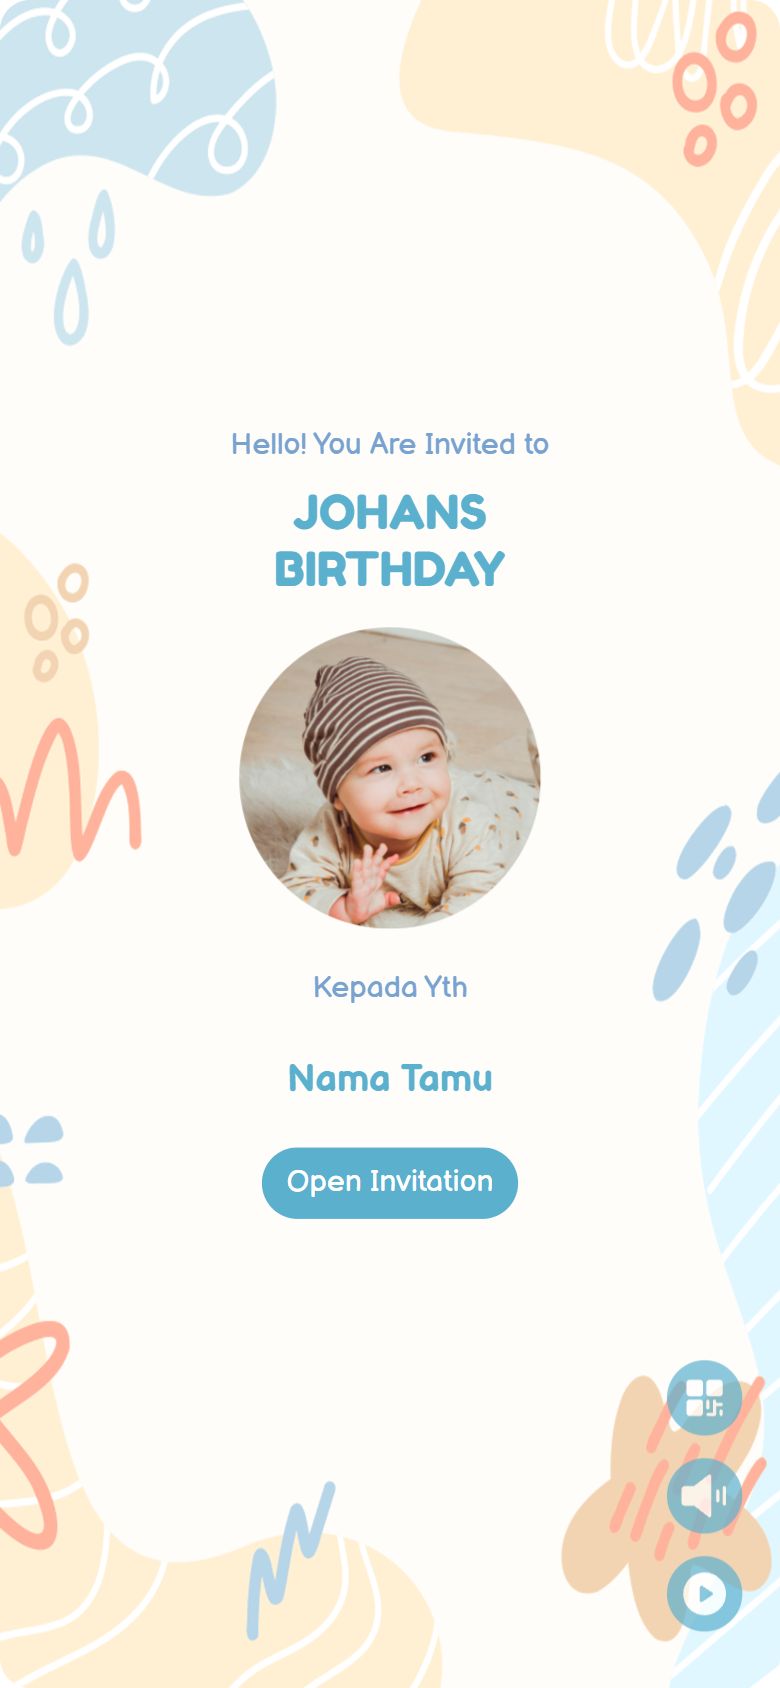 Hello! You Are Invited to
JOHANS
BIRTHDAY
Kepada Yth
Nama Tamu
Open Invitation